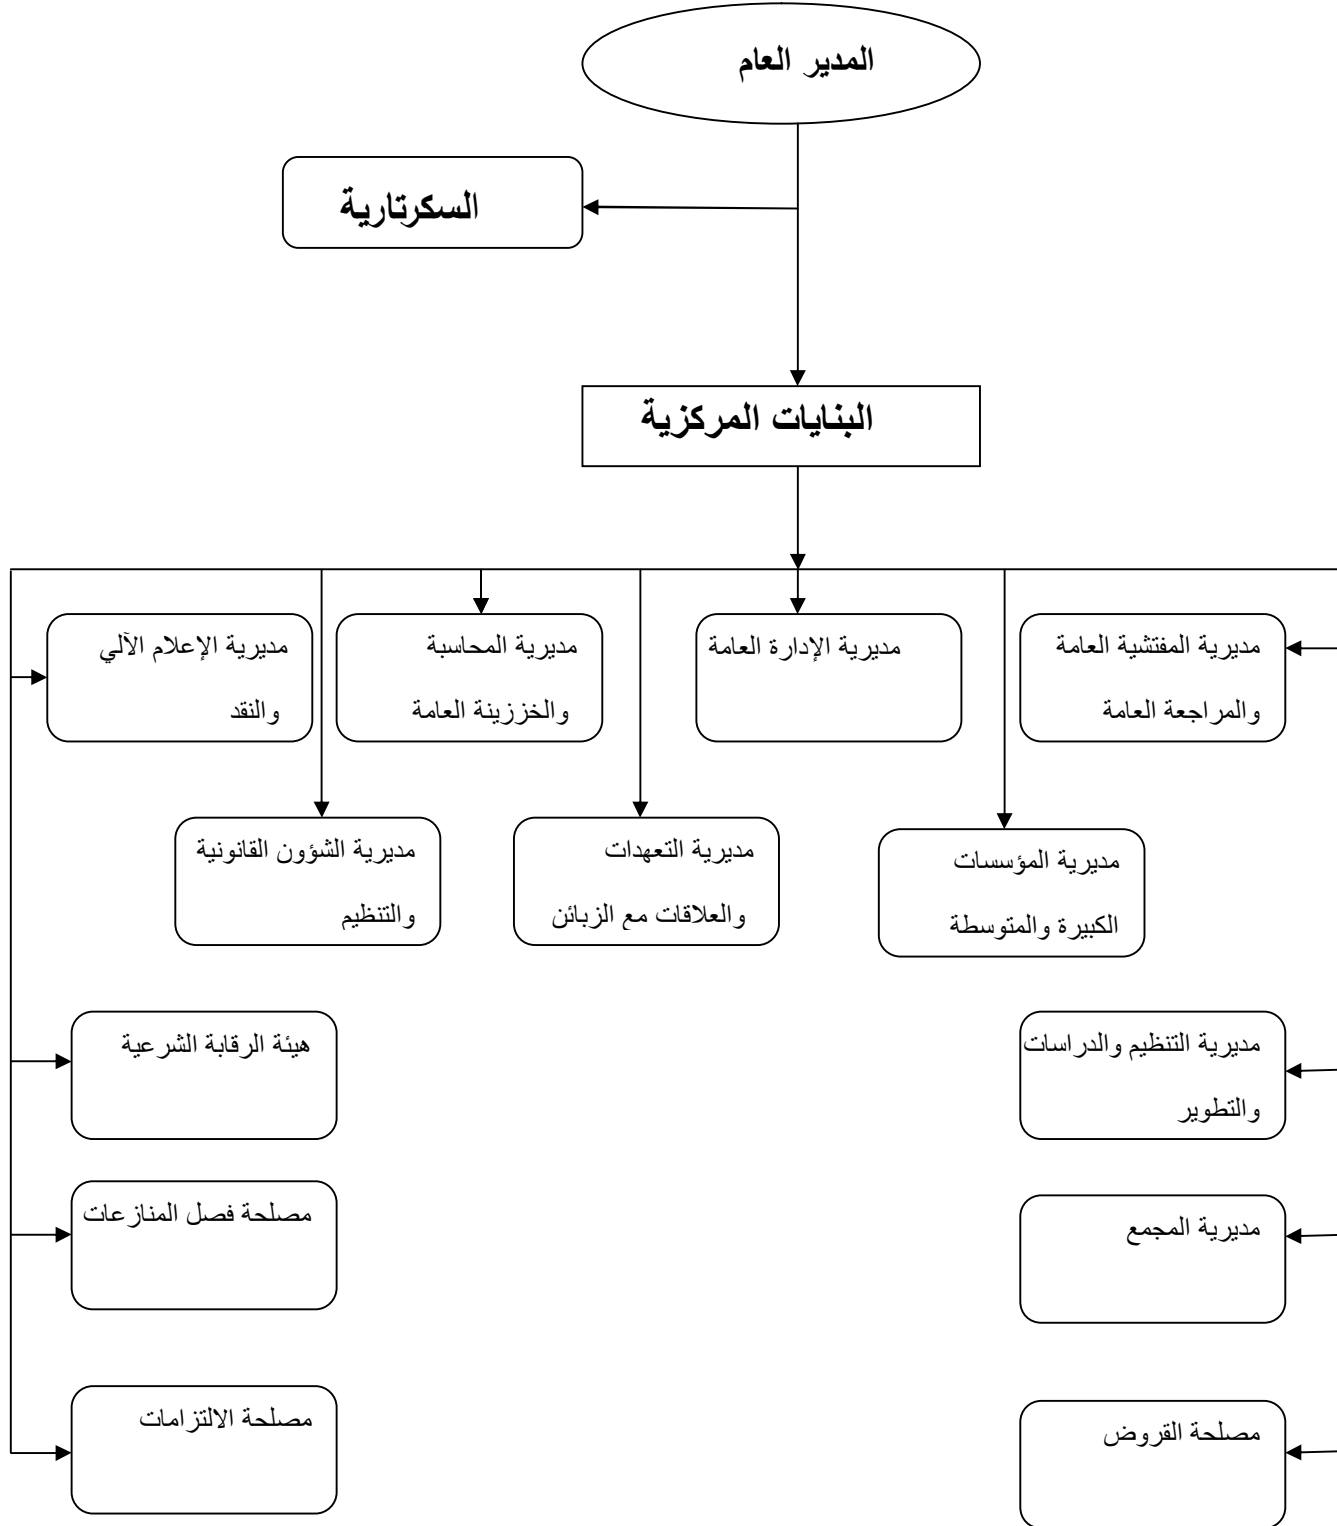 المدير العام
السكرتارية
البنايات المركزية
مديرية المفتشية العامة
والمراجعة العامة
مديرية الإدارة العامة
مديرية المحاسبة
والخززينة العامة
مديرية الإعلام الآلي
والنقد
مديرية المؤسسات
الكبيرة والمتوسطة
مديرية التعهدات
والعلاقات مع الزبائن
مديرية الشؤون القانونية
والتنظيم
مديرية التنظيم والدراسات
والتطوير
هيئة الرقابة الشرعية
مديرية المجمع
مصلحة فصل المنازعات
مصلحة القروض
مصلحة الالتزامات